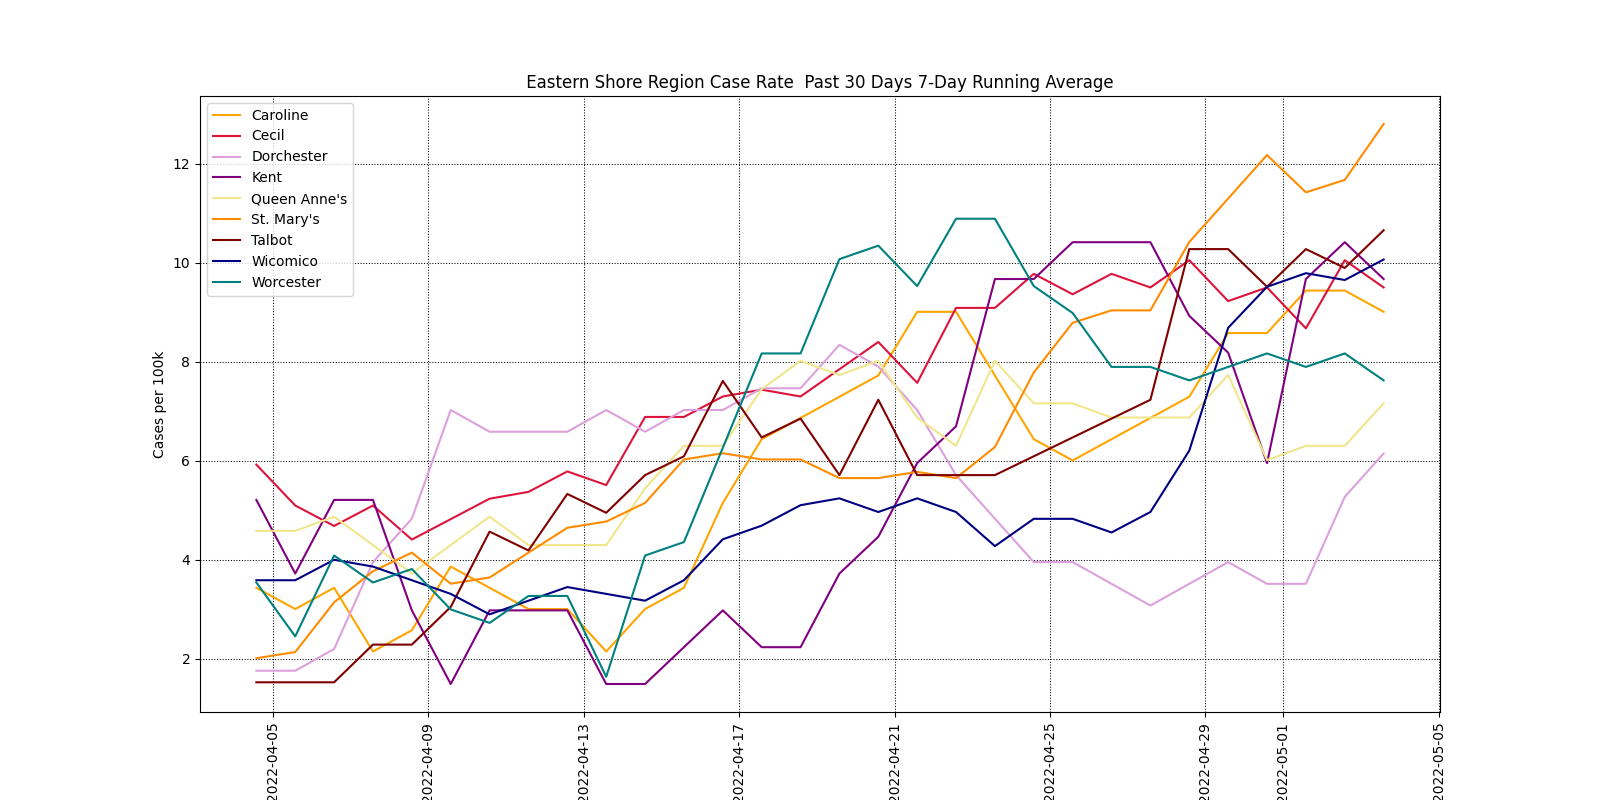 Eastern Shore Region Case Rate  Past 30 Days 7-Day Running Average
Caroline
Cecil
Dorchester
Kent
Queen Anne's
St. Mary's
Talbot
Wicomico
Worcester
Cases per 100k
12
10
8
6
4
2
2022-04-05
2022-04-09
2022-04-13
2022-04-17
2022-04-21
2022-04-25
2022-04-29
2022-05-01
2022-05-05